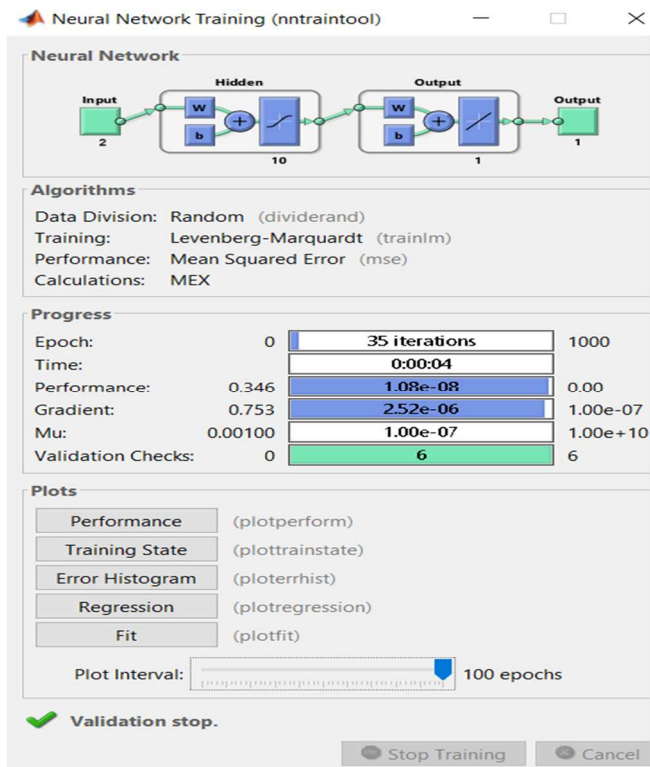 Neural Network Training (nntraintool)
Neural Network
Hidden Output
Input W b + W b + Output
2 10 1 1
Algorithms
Data Division: Random (dividerand)
Training: Levenberg-Marquardt (trainlm)
Performance: Mean Squared Error (mse)
Calculations: MEX
Progress
Epoch: 0 35 iterations 1000
Time: 0:00:04
Performance: 0.346 1.08e-08 0.00
Gradient: 0.753 2.52e-06 1.00e-07
Mu: 0.00100 1.00e-07 1.00e+10
Validation Checks: 0 6 6
Plots
Performance (plotperform)
Training State (plottrainstate)
Error Histogram (ploterrhist)
Regression (plotregression)
Fit (plotfit)
Plot Interval: 100 epochs
Validation stop.
Stop Training Cancel